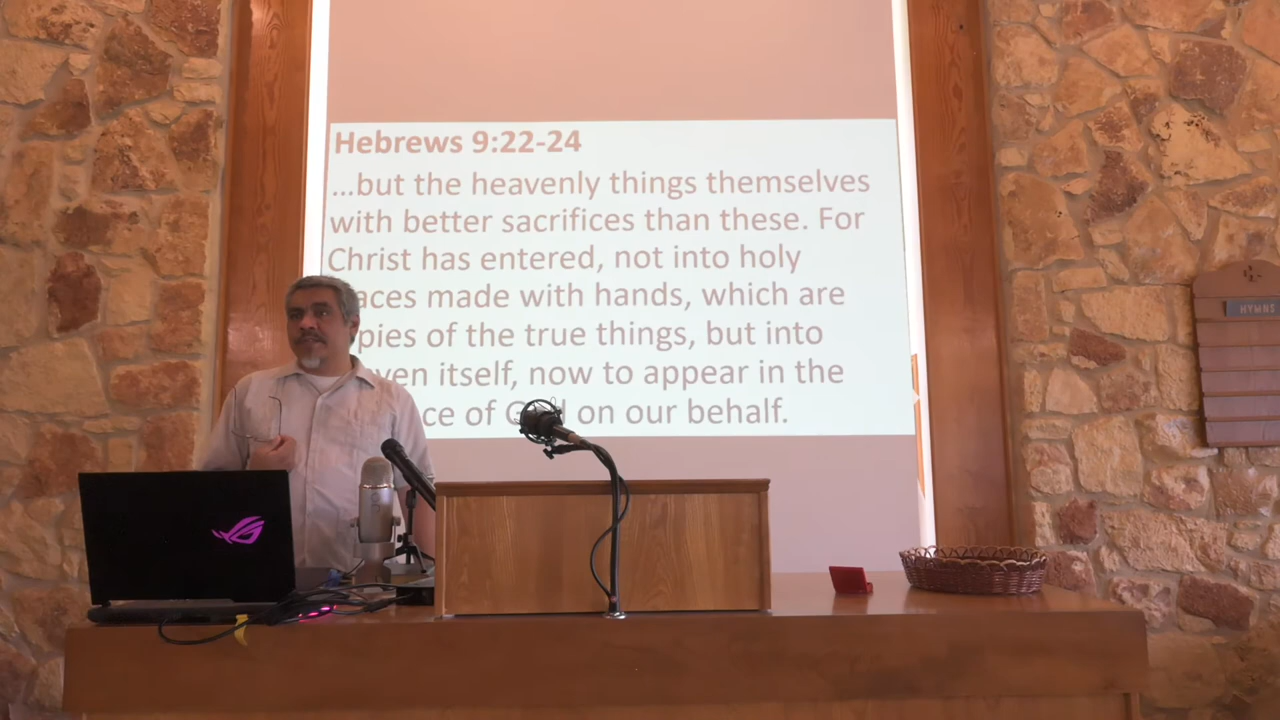 Hebrews 9:22-24
...but the heavenly things themselves
with better sacrifices than these. For
Christ has entered, not into holy
aces made with hands, which are
pies of the true things, but into
ven itself, now to appear in the
ce of God on our behalf.
HYMNS